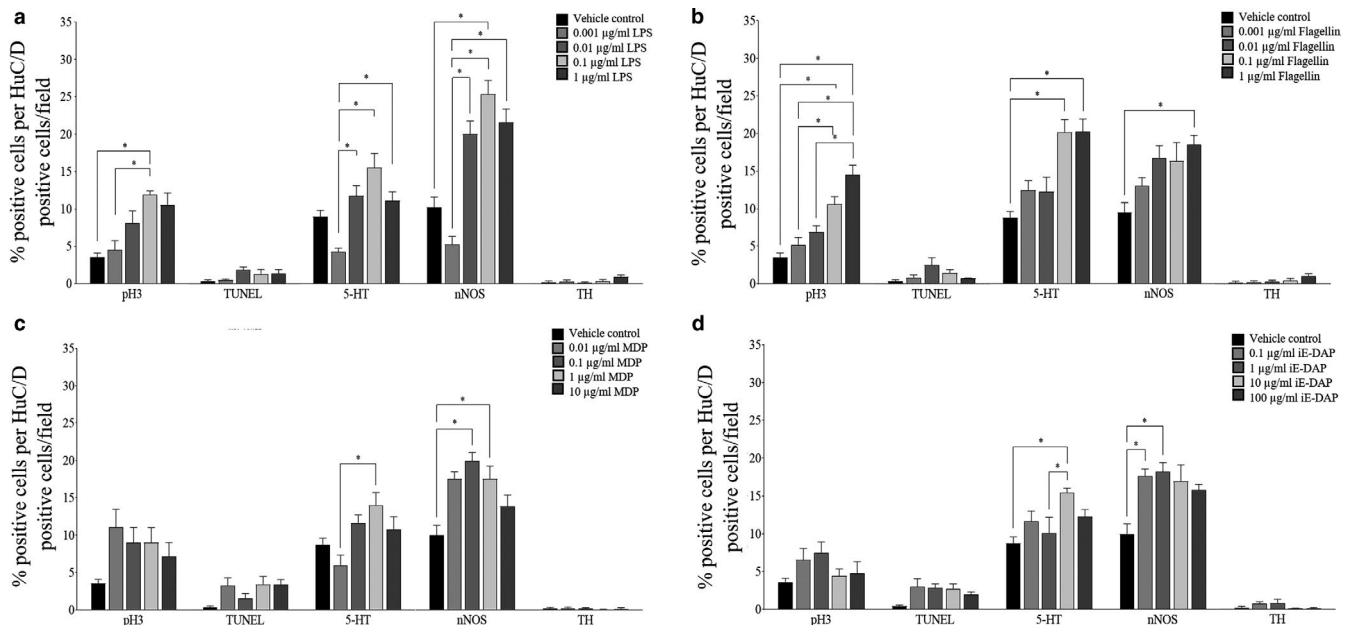 a
% positive cells per HuC/D
positive cells/field
35
30
25
20
15
10
5
0
Vehicle control
0.001 µg/ml LPS
0.01 µg/ml LPS
0.1 µg/ml LPS
1 µg/ml LPS
* * * * * * * * *
pH3 TUNEL 5-HT nNOS TH
b
% positive cells per HuC/D
positive cells/field
35
30
25
20
15
10
5
0
Vehicle control
0.001 µg/ml Flagellin
0.01 µg/ml Flagellin
0.1 µg/ml Flagellin
1 µg/ml Flagellin
* * * * * * * *
pH3 TUNEL 5-HT nNOS TH
c
% positive cells per HuC/D
positive cells/field
35
30
25
20
15
10
5
0
Vehicle control
0.01 µg/ml MDP
0.1 µg/ml MDP
1 µg/ml MDP
10 µg/ml MDP
* * *
pH3 TUNEL 5-HT nNOS TH
d
% positive cells per HuC/D
positive cells/field
35
30
25
20
15
10
5
0
Vehicle control
0.1 µg/ml iE-DAP
1 µg/ml iE-DAP
10 µg/ml iE-DAP
100 µg/ml iE-DAP
* * * *
pH3 TUNEL 5-HT nNOS TH